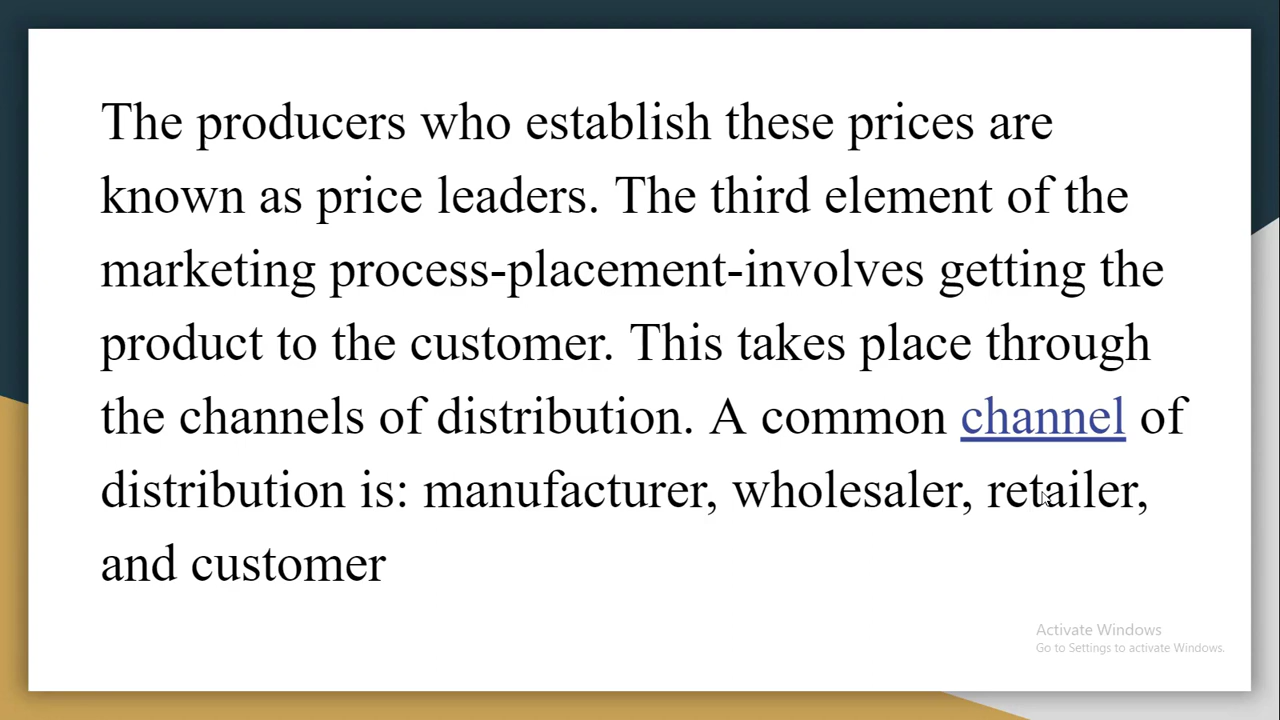 The producers who establish these prices are
known as price leaders. The third element of the
marketing process-placement-involves getting the
product to the customer. This takes place through
the channels of distribution. A common channel of
distribution is: manufacturer, wholesaler, retailer,
and customer
Activate Windows
Go to Settings to activate Windows.